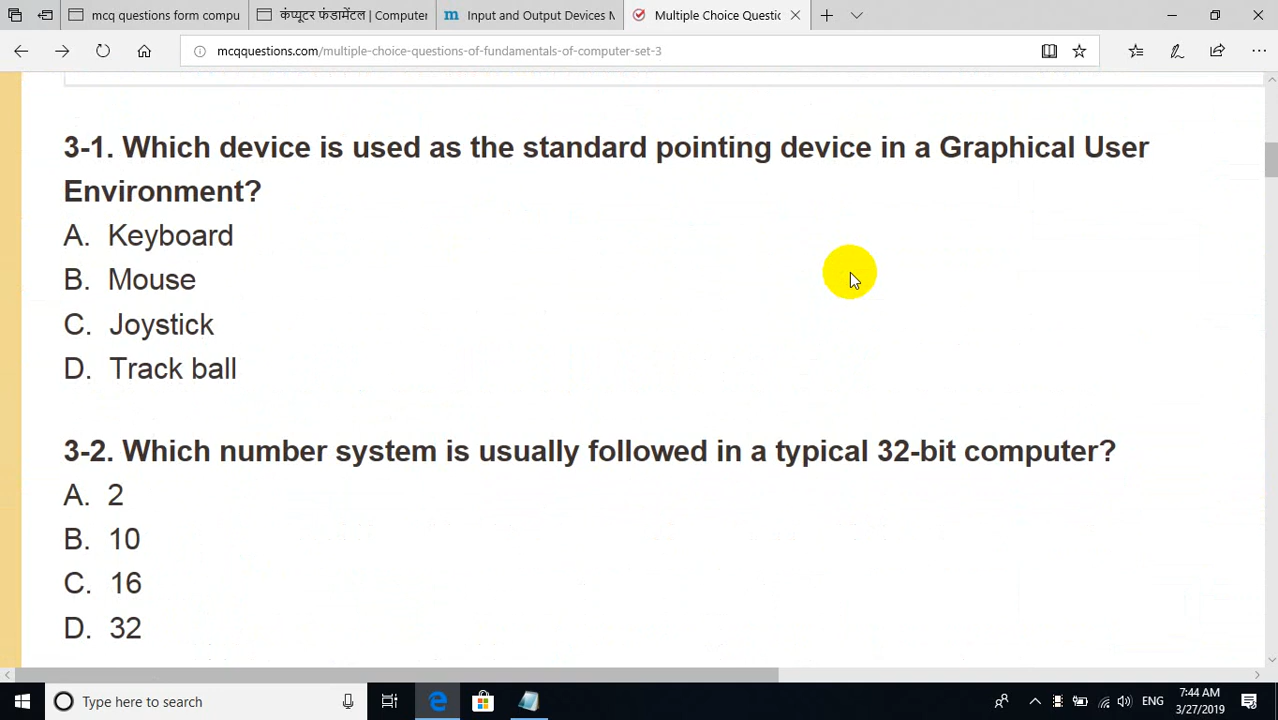 mcq questions form compu
कंप्यूटर फंडामेंटल | Computer
Input and Output Devices M
Multiple Choice Questic
mcqquestions.com/multiple-choice-questions-of-fundamentals-of-computer-set-3
3-1. Which device is used as the standard pointing device in a Graphical User
Environment?
A. Keyboard
B. Mouse
C. Joystick
D. Track ball
3-2. Which number system is usually followed in a typical 32-bit computer?
A. 2
B. 10
C. 16
D. 32
Type here to search
ENG
7:44 AM
3/27/2019